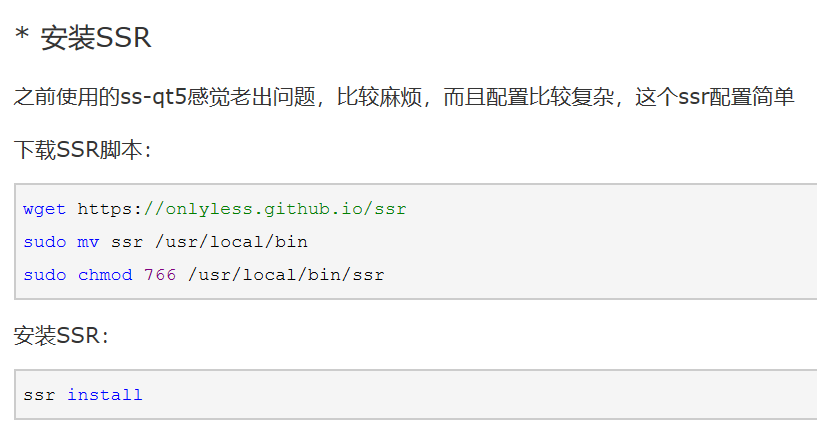 * 安装SSR
之前使用的ss-qt5感觉老出问题，比较麻烦，而且配置比较复杂，这个ssr配置简单
下载SSR脚本：
wget https://onlyless.github.io/ssr
sudo mv ssr /usr/local/bin
sudo chmod 766 /usr/local/bin/ssr
安装SSR：
ssr install